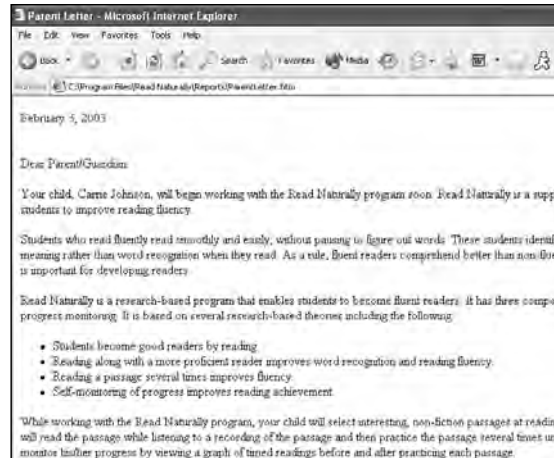 Parent Letter - Microsoft Internet Explorer
File Edit View Favorites Tools Help
Back Search Favorites Media
C:\Program Files\Read Naturally\Reports\ParentLetter.htm
February 5, 2003
Dear Parent/Guardian
Your child, Carrie Johnson, will begin working with the Read Naturally program soon. Read Naturally is a supp
students to improve reading fluency.
Students who read fluently read smoothly and easily, without pausing to figure out words. These students identif
meaning rather than word recognition when they read. As a rule, fluent readers comprehend better than non-flue
is important for developing readers.
Read Naturally is a research-based program that enables students to become fluent readers. It has three compo
progress monitoring. It is based on several research-based theories including the following:
• Students become good readers by reading.
• Reading along with a more proficient reader improves word recognition and reading fluency.
• Reading a passage several times improves fluency.
• Self-monitoring of progress improves reading achievement.
While working with the Read Naturally program, your child will select interesting, non-fiction passages at readin
will read the passage while listening to a recording of the passage and then practice the passage several times un
monitor his/her progress by viewing a graph of timed readings before and after practicing each passage.